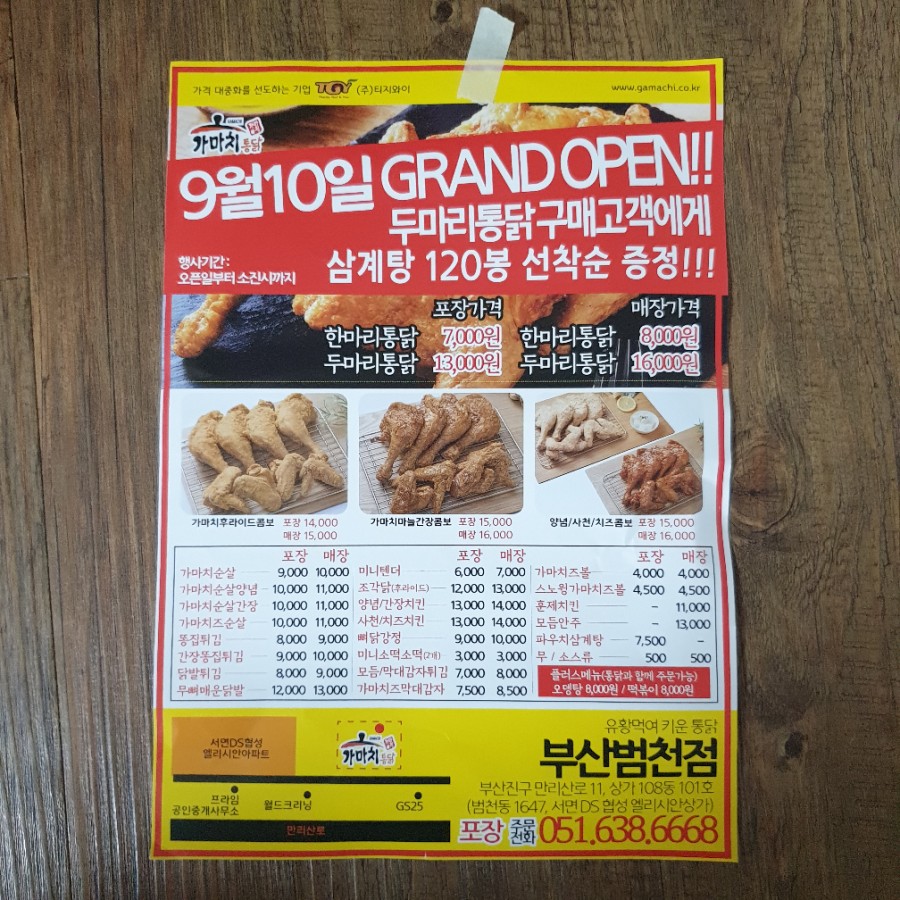 가격 대중화를 선도하는 기업 TGY (주)티지와이
www.gamachi.co.kr
가마치통닭
9월10일 GRAND OPEN!!
두마리통닭 구매고객에게
행사기간 :
오픈일부터 소진시까지
삼계탕 120봉 선착순 증정!!!
포장가격 매장가격
한마리통닭 7,000원 한마리통닭 8,000원
두마리통닭 13,000원 두마리통닭 16,000원
가마치후라이드콤보 포장 14,000
매장 15,000
가마치마늘간장콤보 포장 15,000
매장 16,000
양념/사천/치즈콤보 포장 15,000
매장 16,000
포장 매장
가마치순살 9,000 10,000
가마치순살양념 10,000 11,000
가마치순살간장 10,000 11,000
가마치즈순살 10,000 11,000
똥집튀김 8,000 9,000
간장똥집튀김 9,000 10,000
닭발튀김 8,000 9,000
무뼈매운닭발 12,000 13,000
포장 매장
미니텐더 6,000 7,000
조각닭(후라이드) 12,000 13,000
양념/간장치킨 13,000 14,000
사천/치즈치킨 13,000 14,000
뼈닭강정 9,000 10,000
미니소떡소떡(2개) 3,000 3,000
모듬/막대감자튀김 7,000 8,000
가마치즈막대감자 7,500 8,500
포장 매장
가마치즈볼 4,000 4,000
스노윙가마치즈볼 4,500 4,500
훈제치킨 - 11,000
모듬안주 - 13,000
파우치삼계탕 7,500 -
무 / 소스류 500 500
플러스메뉴(통닭과 함께 주문가능)
오뎅탕 8,000원 / 떡볶이 8,000원
서면DS협성
엘리시안아파트
가마치통닭
프라임
공인중개사무소
월드크리닝
GS25
만리산로
유황먹여 키운 통닭
부산범천점
부산진구 만리산로 11, 상가 108동 101호
(범천동 1647, 서면 DS 협성 엘리시안상가)
포장 주문전화 051.638.6668